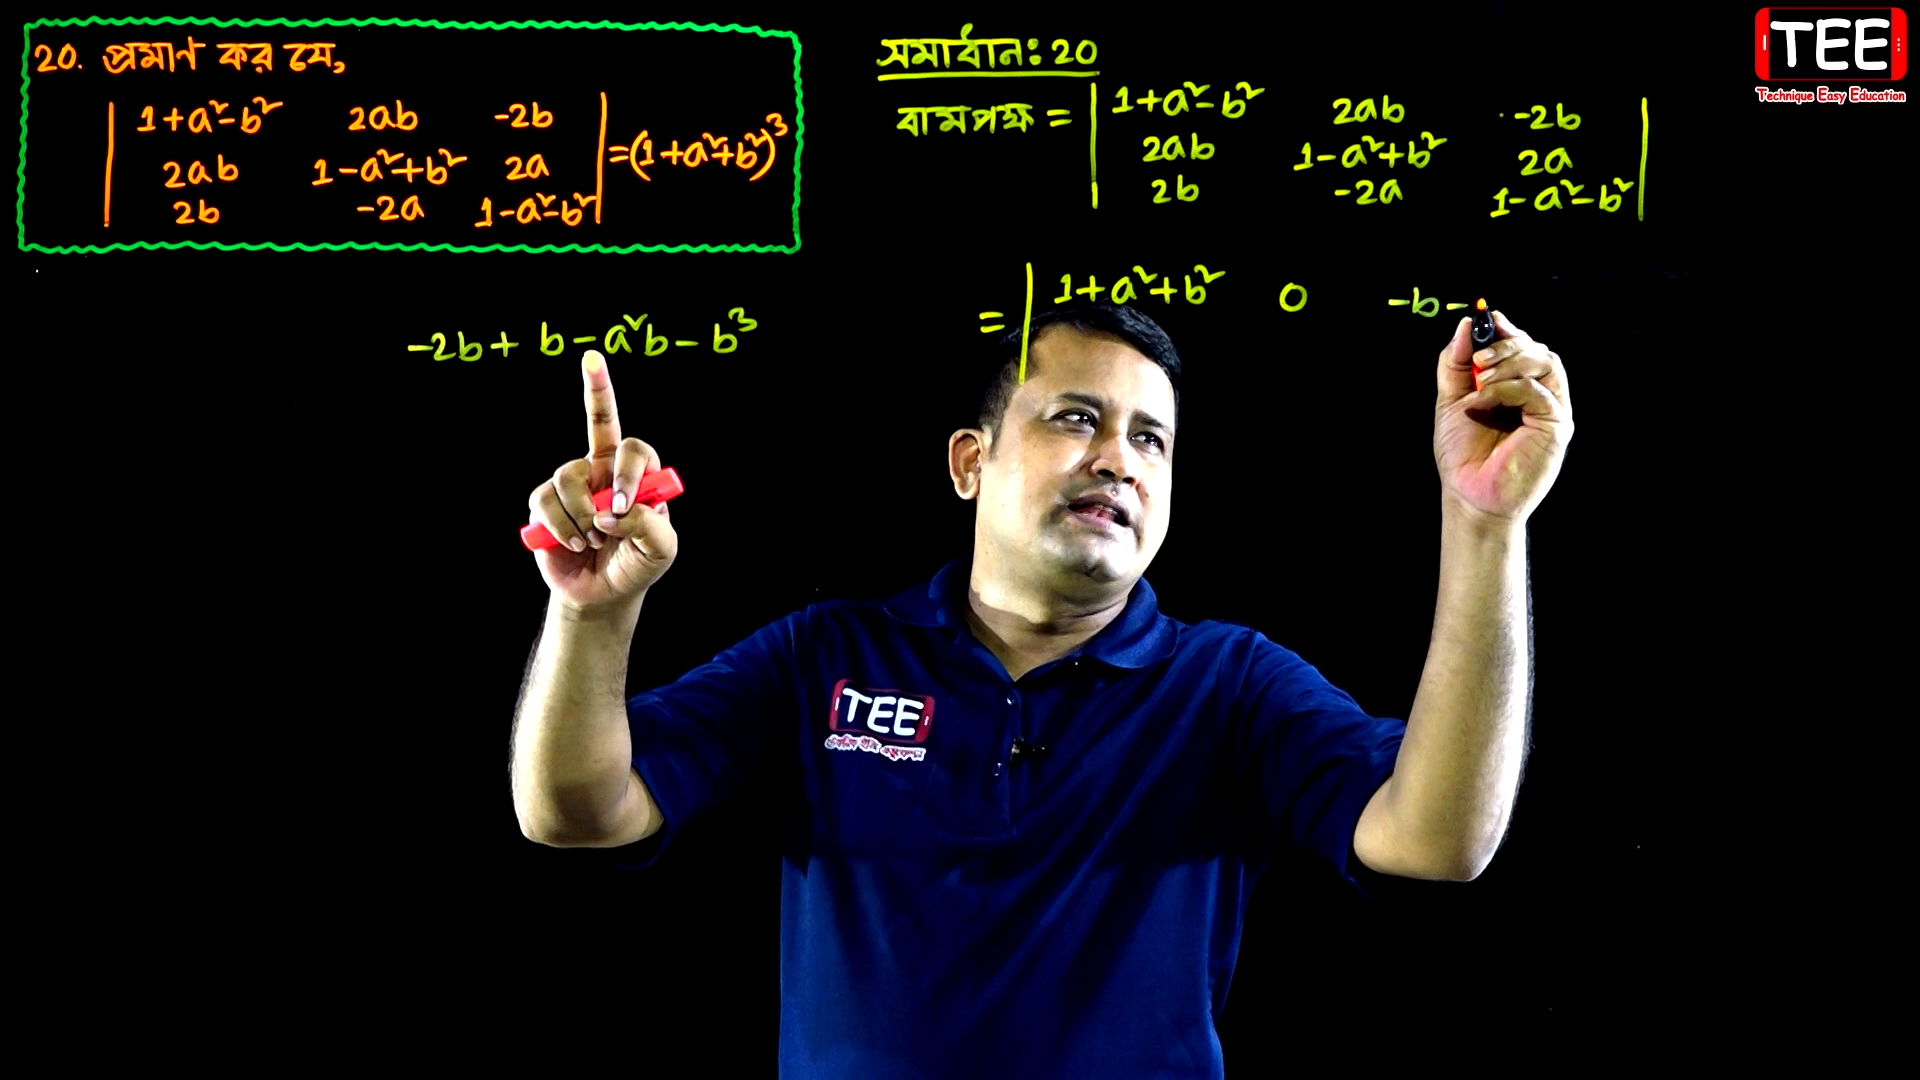 20. প্রমাণ কর যে,
| 1+a²-b² 2ab -2b |
| 2ab 1-a²+b² 2a | =(1+a²+b²)³
| 2b -2a 1-a²-b² |
সমাধান: 20
বামপক্ষ = | 1+a²-b² 2ab -2b |
| 2ab 1-a²+b² 2a |
| 2b -2a 1-a²-b² |
= | 1+a²+b² 0 -b-
-2b+ b-a²b-b³
TEE
Technique Easy Education
TEE